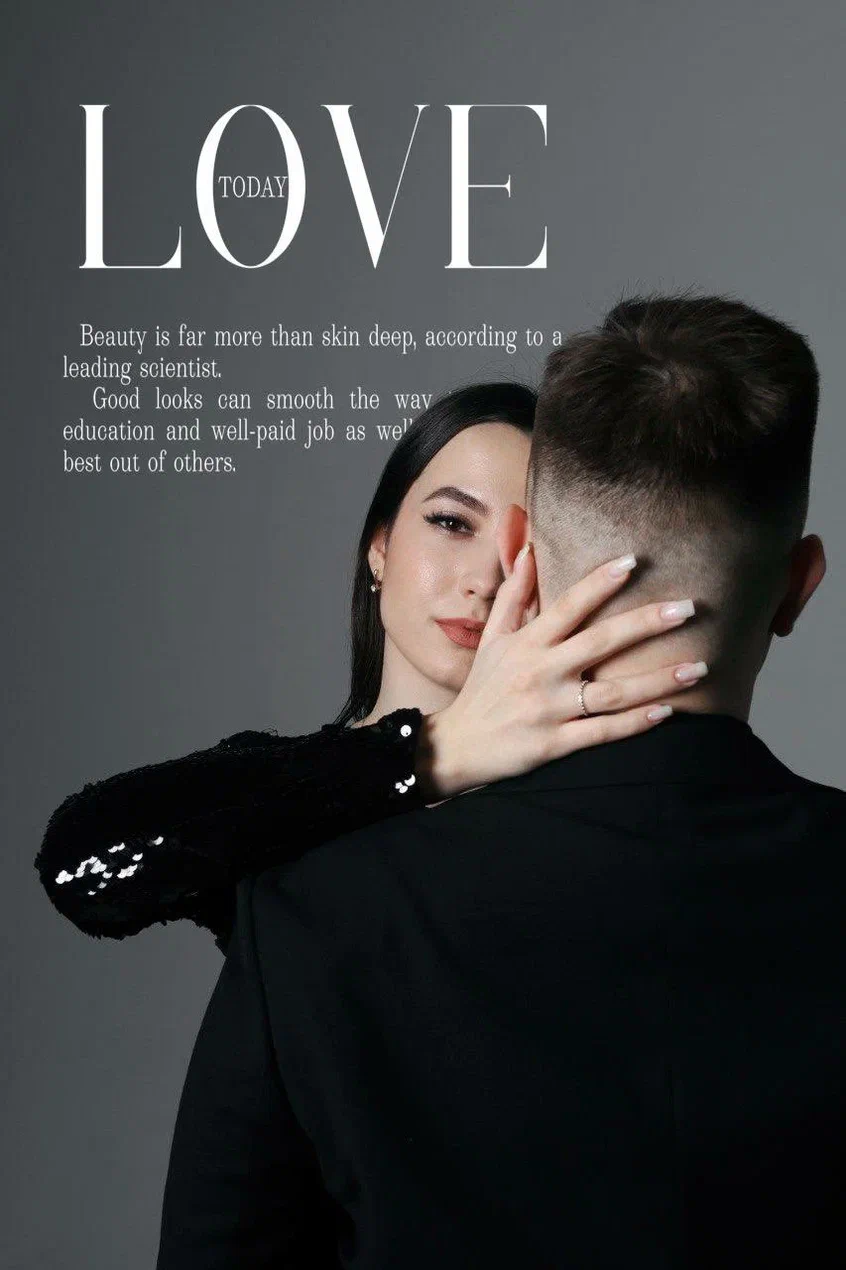 LOVE
TODAY
Beauty is far more than skin deep, according to a
leading scientist.
Good looks can smooth the way
education and well-paid job as well
best out of others.